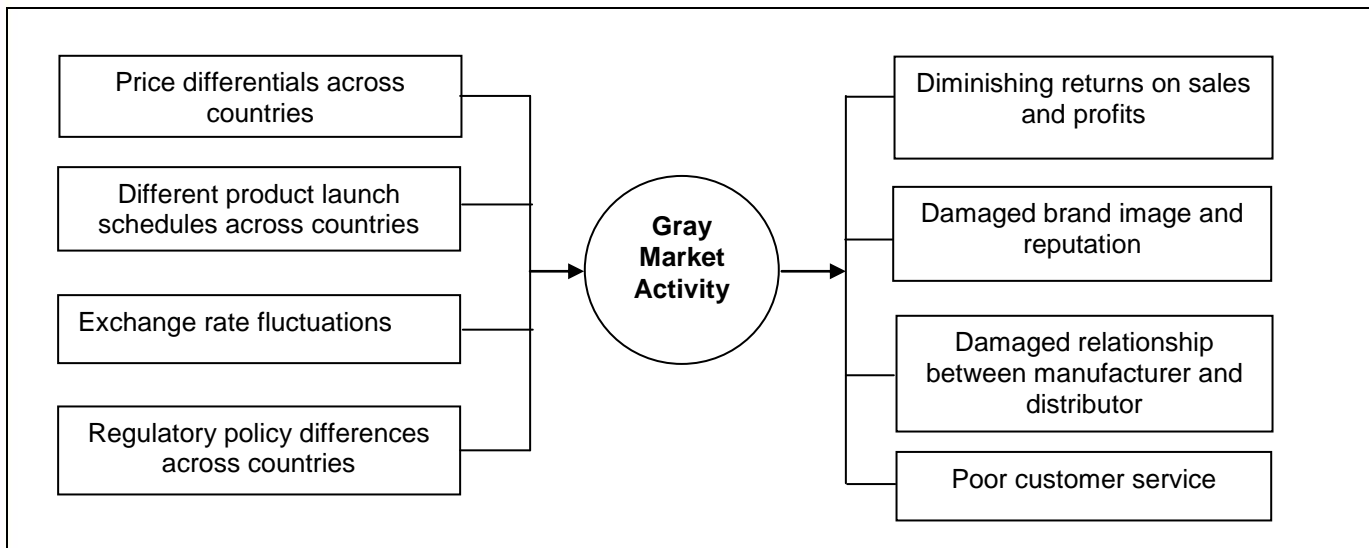 Price differentials across
countries
Different product launch
schedules across countries
Exchange rate fluctuations
Regulatory policy differences
across countries
Gray
Market
Activity
Diminishing returns on sales
and profits
Damaged brand image and
reputation
Damaged relationship
between manufacturer and
distributor
Poor customer service